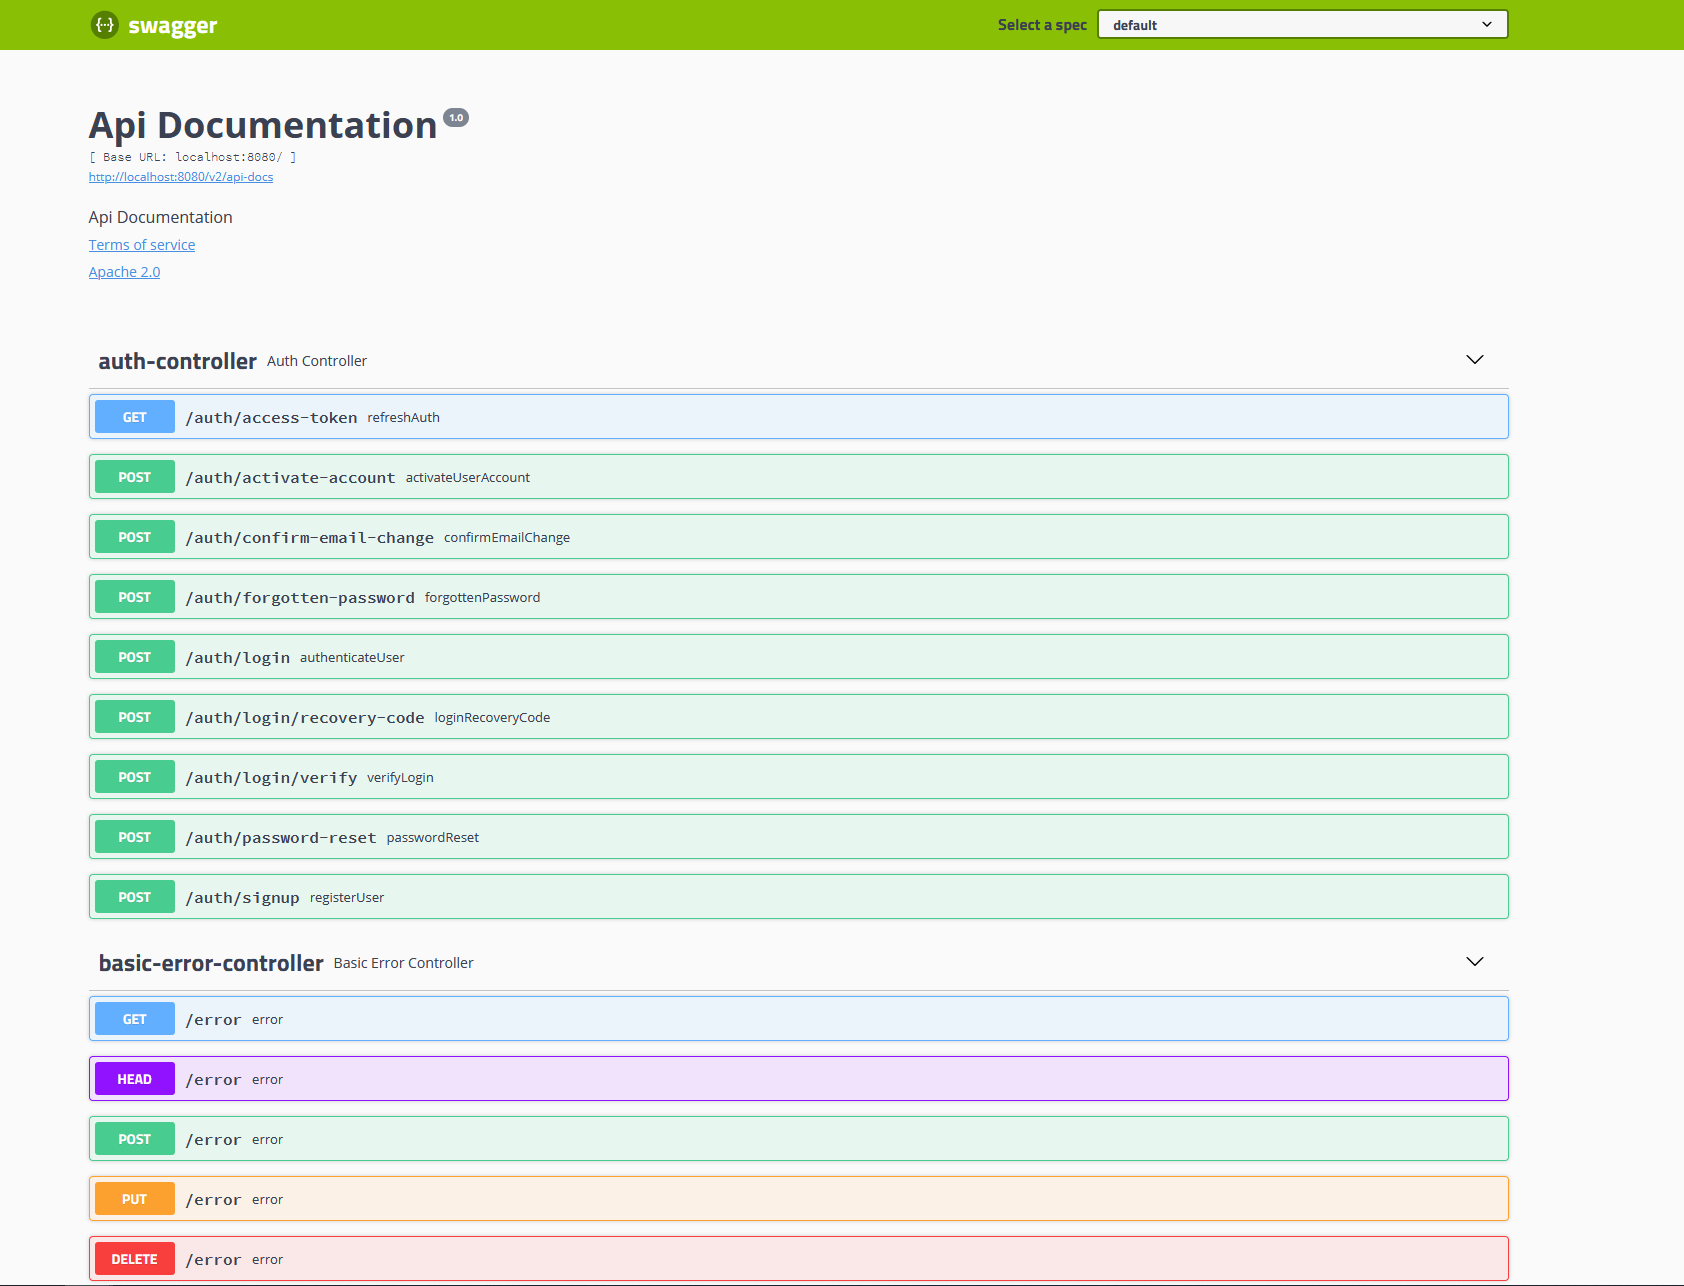 {···} swagger Select a spec default
Api Documentation 1.0
[ Base URL: localhost:8080/ ]
http://localhost:8080/v2/api-docs
Api Documentation
Terms of service
Apache 2.0
auth-controller Auth Controller
GET /auth/access-token refreshAuth
POST /auth/activate-account activateUserAccount
POST /auth/confirm-email-change confirmEmailChange
POST /auth/forgotten-password forgottenPassword
POST /auth/login authenticateUser
POST /auth/login/recovery-code loginRecoveryCode
POST /auth/login/verify verifyLogin
POST /auth/password-reset passwordReset
POST /auth/signup registerUser
basic-error-controller Basic Error Controller
GET /error error
HEAD /error error
POST /error error
PUT /error error
DELETE /error error